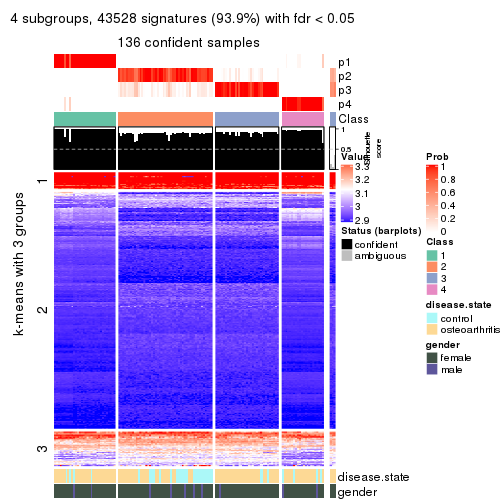 4 subgroups, 43528 signatures (93.9%) with fdr < 0.05
136 confident samples
p1
p2
p3
p4
Class
1
0.5
0
Silhouette
score
k-means with 3 groups
1
2
3
disease.state
gender
Value
3.3
3.2
3.1
3
2.9
Status (barplots)
confident
ambiguous
Prob
1
0.8
0.6
0.4
0.2
0
Class
1
2
3
4
disease.state
control
osteoarthritis
gender
female
male